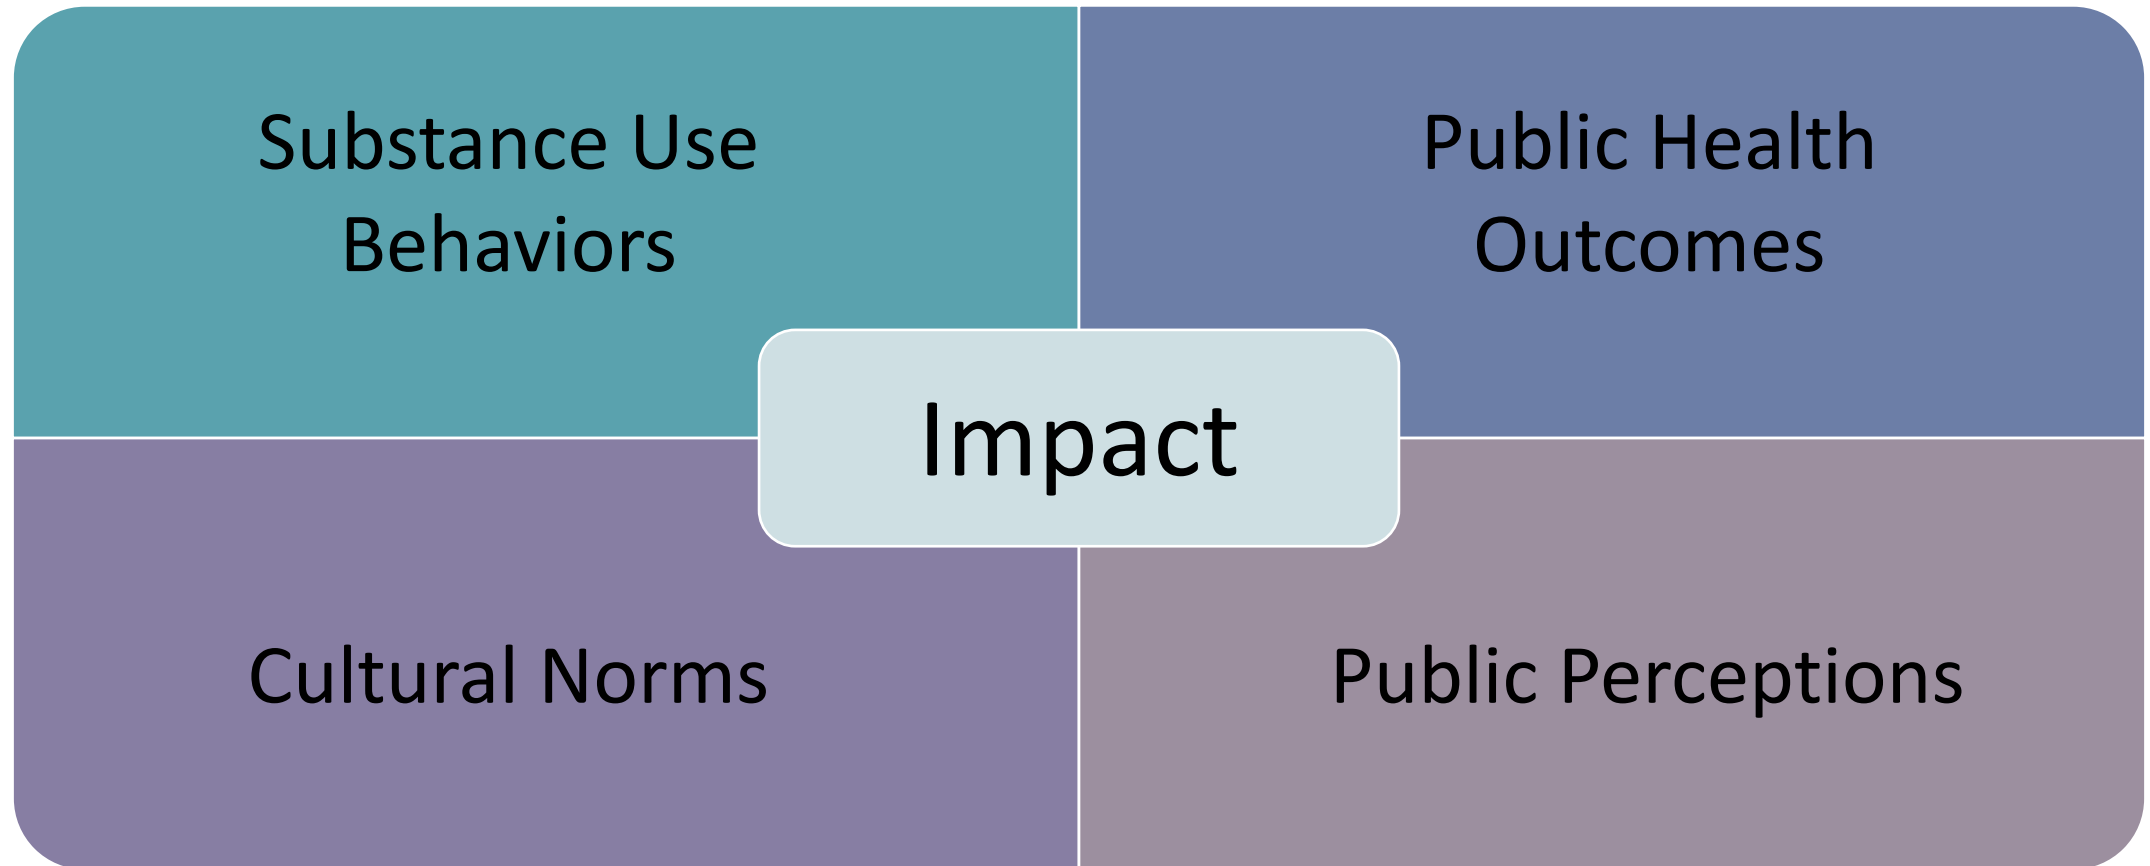 Substance Use
Behaviors
Public Health
Outcomes
Impact
Cultural Norms
Public Perceptions